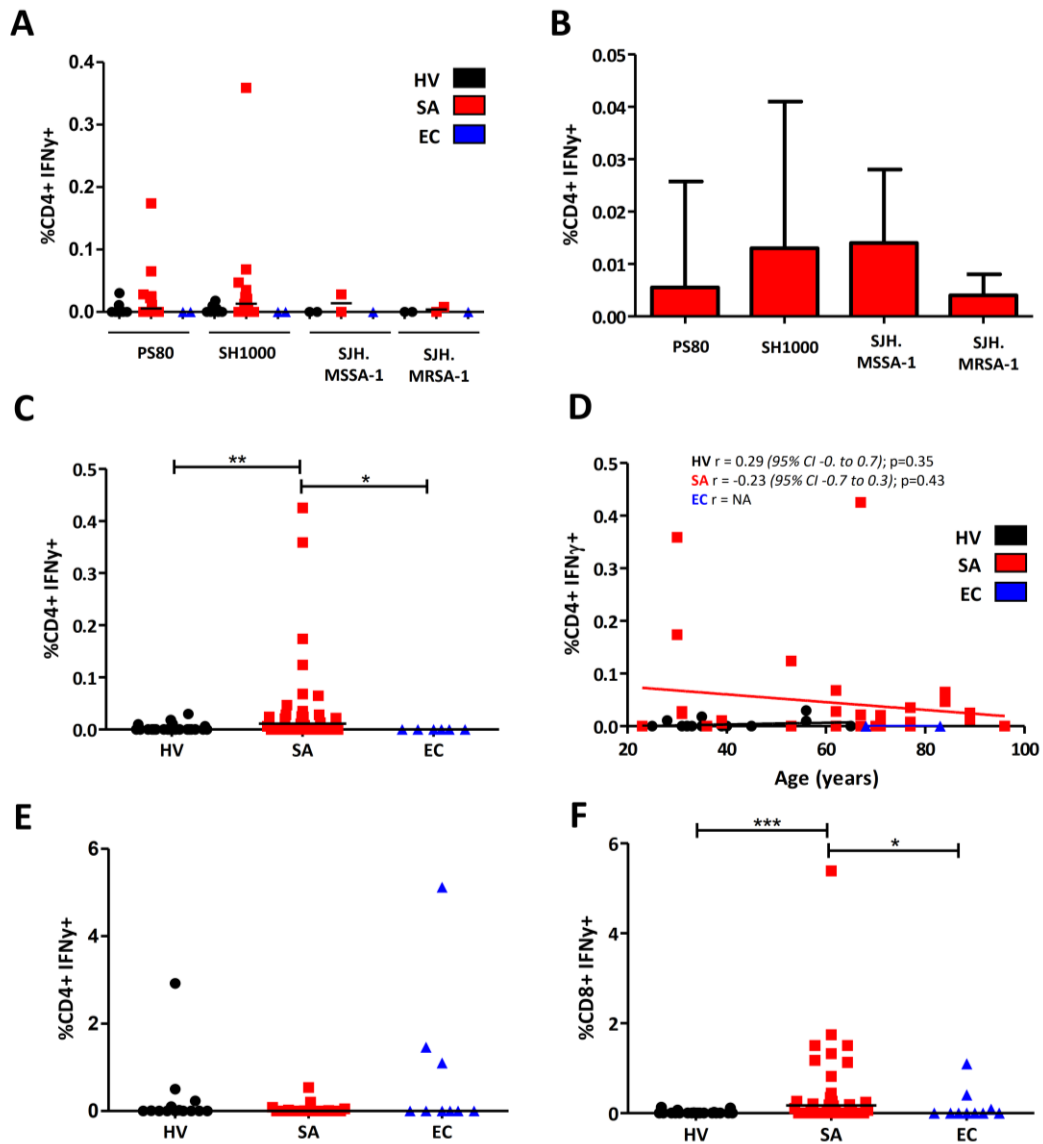 A
%CD4+ IFNy+
0.4
0.3
0.2
0.1
0.0
HV
SA
EC
PS80
SH1000
SJH.
MSSA-1
SJH.
MRSA-1
B
%CD4+ IFNy+
0.05
0.04
0.03
0.02
0.01
0.00
PS80
SH1000
SJH.
MSSA-1
SJH.
MRSA-1
C
%CD4+ IFNy+
0.5
0.4
0.3
0.2
0.1
0.0
**
*
HV
SA
EC
D
HV r = 0.29 (95% CI -0. to 0.7); p=0.35
SA r = -0.23 (95% CI -0.7 to 0.3); p=0.43
EC r = NA
%CD4+ IFNγ+
0.5
0.4
0.3
0.2
0.1
0.0
HV
SA
EC
20 40 60 80 100
Age (years)
E
%CD4+ IFNy+
6
4
2
0
HV
SA
EC
F
%CD8+ IFNy+
6
4
2
0
***
*
HV
SA
EC